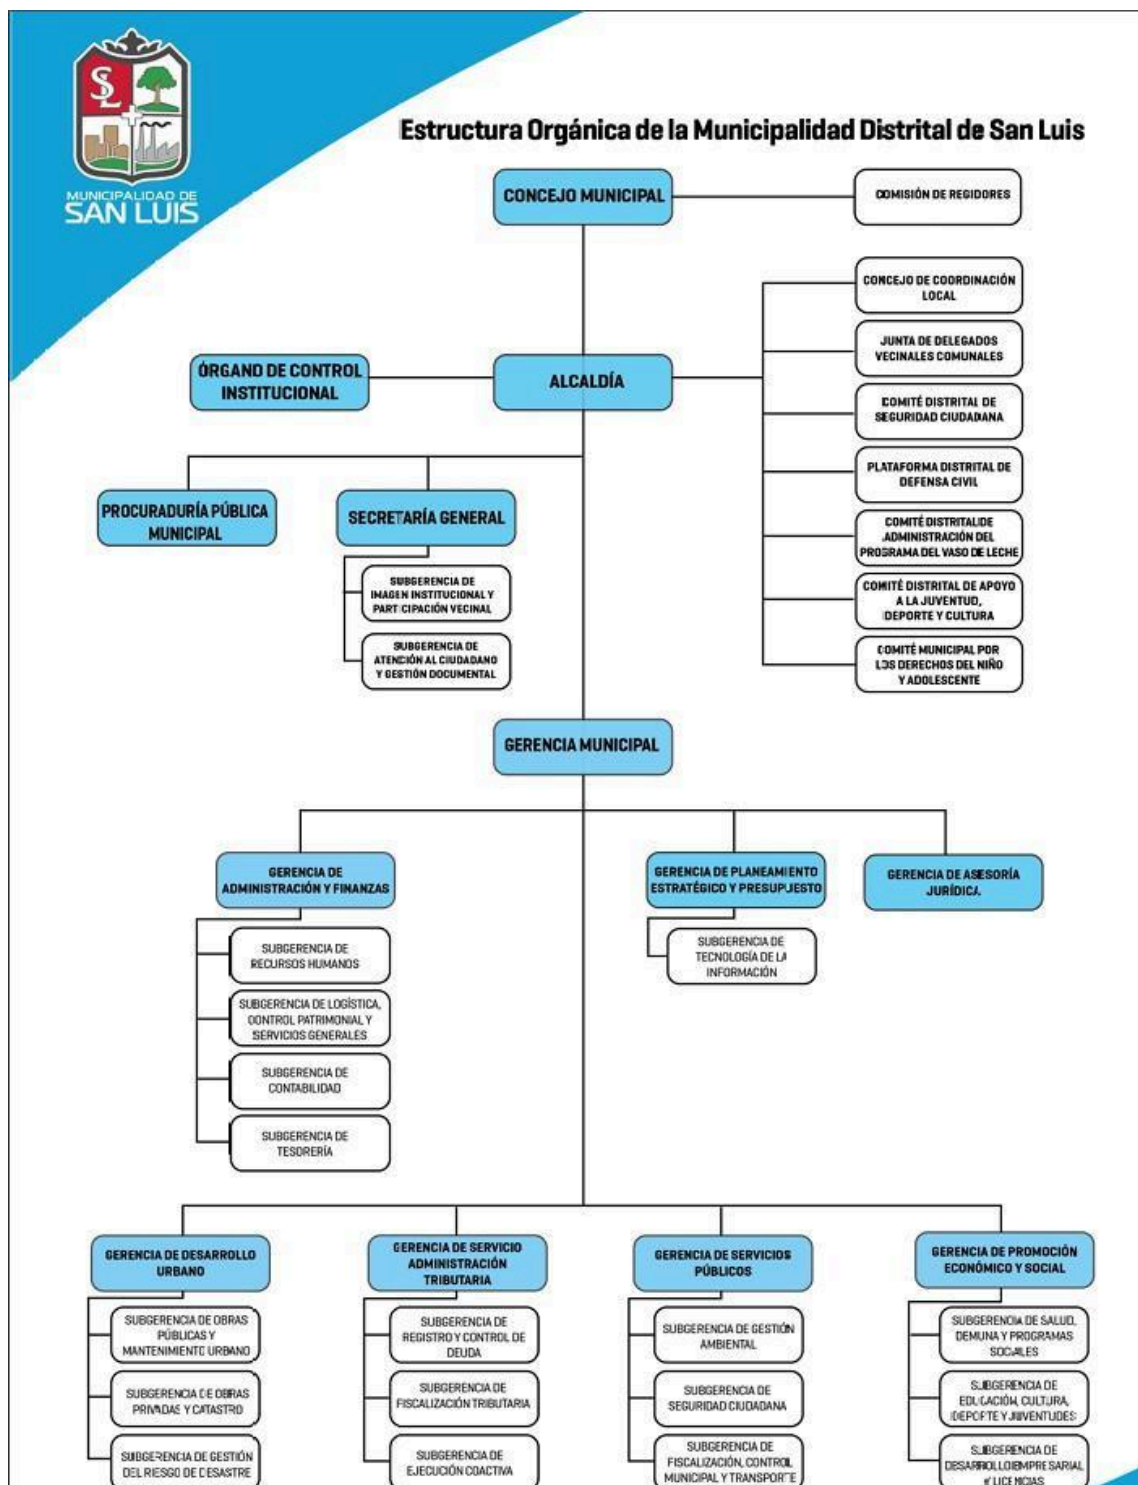 SL
MUNICIPALIDAD DE
SAN LUIS
Estructura Orgánica de la Municipalidad Distrital de San Luis
CONCEJO MUNICIPAL
COMISIÓN DE REGIDORES
CONCEJO DE COORDINACIÓN
LOCAL
JUNTA DE DELEGADOS
VECINALES COMUNALES
ÓRGANO DE CONTROL
INSTITUCIONAL
ALCALDÍA
COMITÉ DISTRITAL DE
SEGURIDAD CIUDADANA
PLATAFORMA DISTRITAL DE
DEFENSA CIVIL
PROCURADURÍA PÚBLICA
MUNICIPAL
SECRETARÍA GENERAL
COMITÉ DISTRITAL DE
ADMINISTRACIÓN DEL
PROGRAMA DEL VASO DE LECHE
SUBGERENCIA DE
IMAGEN INSTITUCIONAL Y
PARTICIPACIÓN VECINAL
COMITÉ DISTRITAL DE APOYO
A LA JUVENTUD,
DEPORTE Y CULTURA
SUBGERENCIA DE
ATENCIÓN AL CIUDADANO
Y GESTIÓN DOCUMENTAL
COMITÉ MUNICIPAL POR
LOS DERECHOS DEL NIÑO
Y ADOLESCENTE
GERENCIA MUNICIPAL
GERENCIA DE
ADMINISTRACIÓN Y FINANZAS
GERENCIA DE PLANEAMIENTO
ESTRATÉGICO Y PRESUPUESTO
GERENCIA DE ASESORÍA
JURÍDICA
SUBGERENCIA DE
RECURSOS HUMANOS
SUBGERENCIA DE
TECNOLOGÍA DE LA
INFORMACIÓN
SUBGERENCIA DE LOGÍSTICA,
CONTROL PATRIMONIAL Y
SERVICIOS GENERALES
SUBGERENCIA DE
CONTABILIDAD
SUBGERENCIA DE
TESORERÍA
GERENCIA DE DESARROLLO
URBANO
GERENCIA DE SERVICIO
ADMINISTRACIÓN
TRIBUTARIA
GERENCIA DE SERVICIOS
PÚBLICOS
GERENCIA DE PROMOCIÓN
ECONÓMICO Y SOCIAL
SUBGERENCIA DE OBRAS
PÚBLICAS Y
MANTENIMIENTO URBANO
SUBGERENCIA DE
REGISTRO Y CONTROL DE
DEUDA
SUBGERENCIA DE GESTIÓN
AMBIENTAL
SUBGERENCIA DE SALUD,
DEMUNA Y PROGRAMAS
SOCIALES
SUBGERENCIA DE OBRAS
PRIVADAS Y CATASTRO
SUBGERENCIA DE
FISCALIZACIÓN TRIBUTARIA
SUBGERENCIA DE
SEGURIDAD CIUDADANA
SUBGERENCIA DE
EDUCACIÓN, CULTURA,
DEPORTE Y JUVENTUDES
SUBGERENCIA DE GESTIÓN
DEL RIESGO DE DESASTRE
SUBGERENCIA DE
EJECUCIÓN COACTIVA
SUBGERENCIA DE
FISCALIZACIÓN, CONTROL
MUNICIPAL Y TRANSPORTE
SUBGERENCIA DE
DESARROLLO EMPRESARIAL
Y LICENCIAS